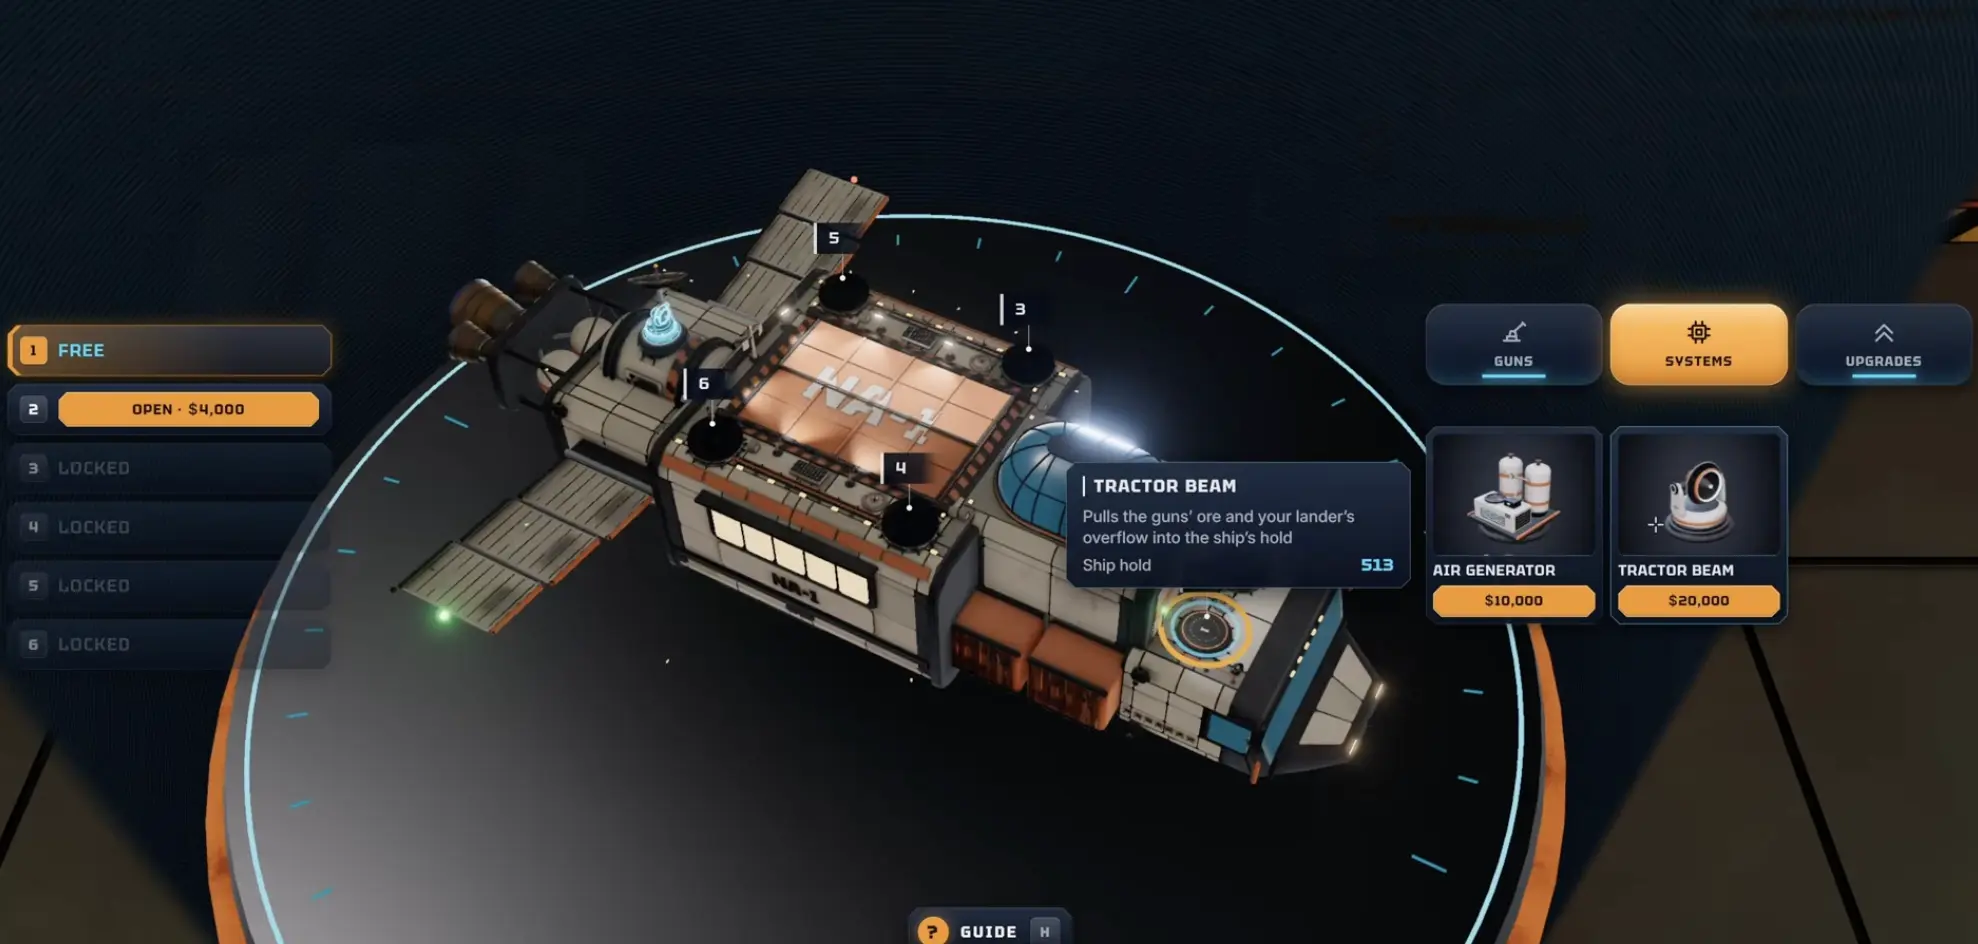 1 FREE
2 OPEN · $4,000
3 LOCKED
4 LOCKED
5 LOCKED
6 LOCKED
5
3
6
4
NA-1
NA-1
TRACTOR BEAM
Pulls the guns’ ore and your lander’s
overflow into the ship’s hold
Ship hold 513
GUNS
SYSTEMS
UPGRADES
AIR GENERATOR
$10,000
TRACTOR BEAM
$20,000
? GUIDE H